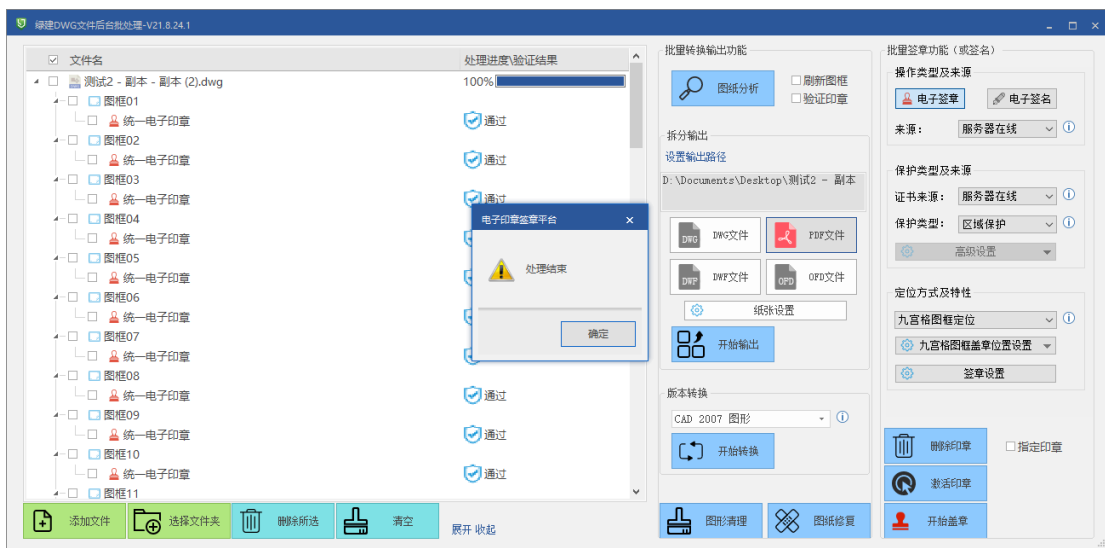 绿建DWG文件后台批处理-V21.8.24.1
文件名
处理进度\验证结果
测试2 - 副本 - 副本 (2).dwg
100%
图框01
统一电子印章
通过
图框02
统一电子印章
通过
图框03
统一电子印章
通过
图框04
统一电子印章
图框05
统一电子印章
图框06
统一电子印章
图框07
统一电子印章
图框08
统一电子印章
通过
图框09
统一电子印章
通过
图框10
统一电子印章
通过
图框11
电子印章签章平台
处理结束
确定
添加文件
选择文件夹
删除所选
清空
展开 收起
批量转换输出功能
图纸分析
刷新图框
验证印章
拆分输出
设置输出路径
D:\Documents\Desktop\测试2 - 副本
DWG
DWG文件
PDF文件
DWF
DWF文件
OFD
OFD文件
纸张设置
开始输出
版本转换
CAD 2007 图形
开始转换
图形清理
图纸修复
批量签章功能（或签名）
操作类型及来源
电子签章
电子签名
来源：
服务器在线
保护类型及来源
证书来源：
服务器在线
保护类型：
区域保护
高级设置
定位方式及特性
九宫格图框定位
九宫格图框盖章位置设置
签章设置
删除印章
指定印章
激活印章
开始盖章